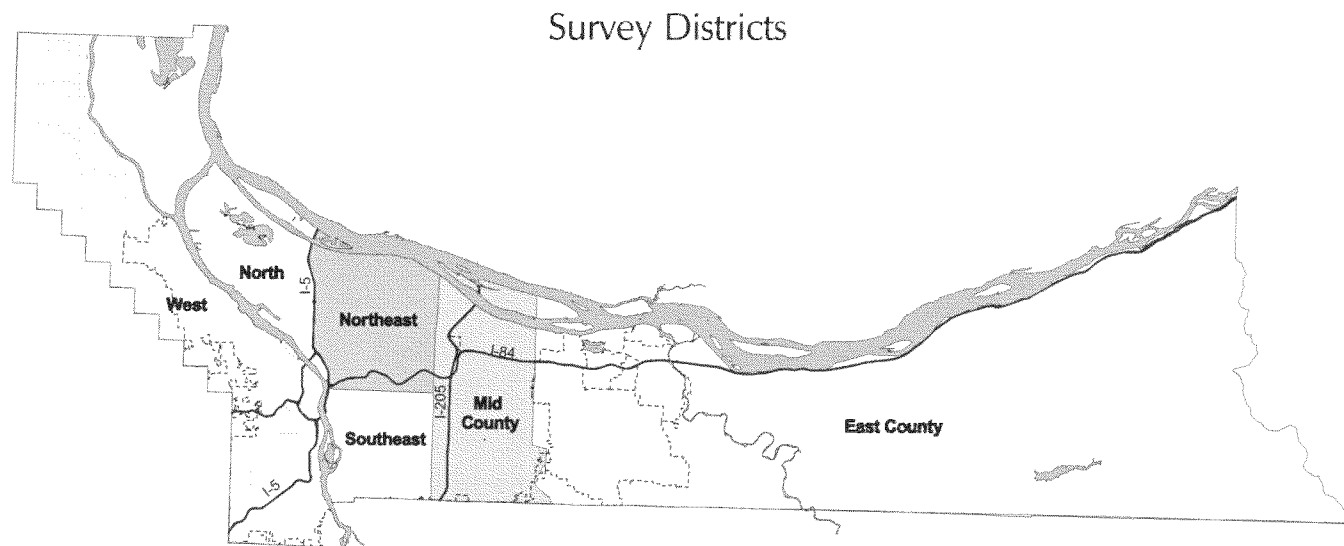 Survey Districts
North
I-5
West
Northeast
I-84
I-205
Mid
County
Southeast
East County
I-5